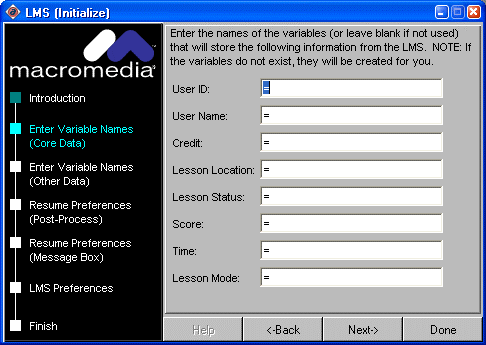 LMS (Initialize)
macromedia®
Introduction
Enter Variable Names
(Core Data)
Enter Variable Names
(Other Data)
Resume Preferences
(Post-Process)
Resume Preferences
(Message Box)
LMS Preferences
Finish
Enter the names of the variables (or leave blank if not used)
that will store the following information from the LMS.  NOTE: If
the variables do not exist, they will be created for you.
User ID: =
User Name: =
Credit: =
Lesson Location: =
Lesson Status: =
Score: =
Time: =
Lesson Mode: =
Help <-Back Next-> Done